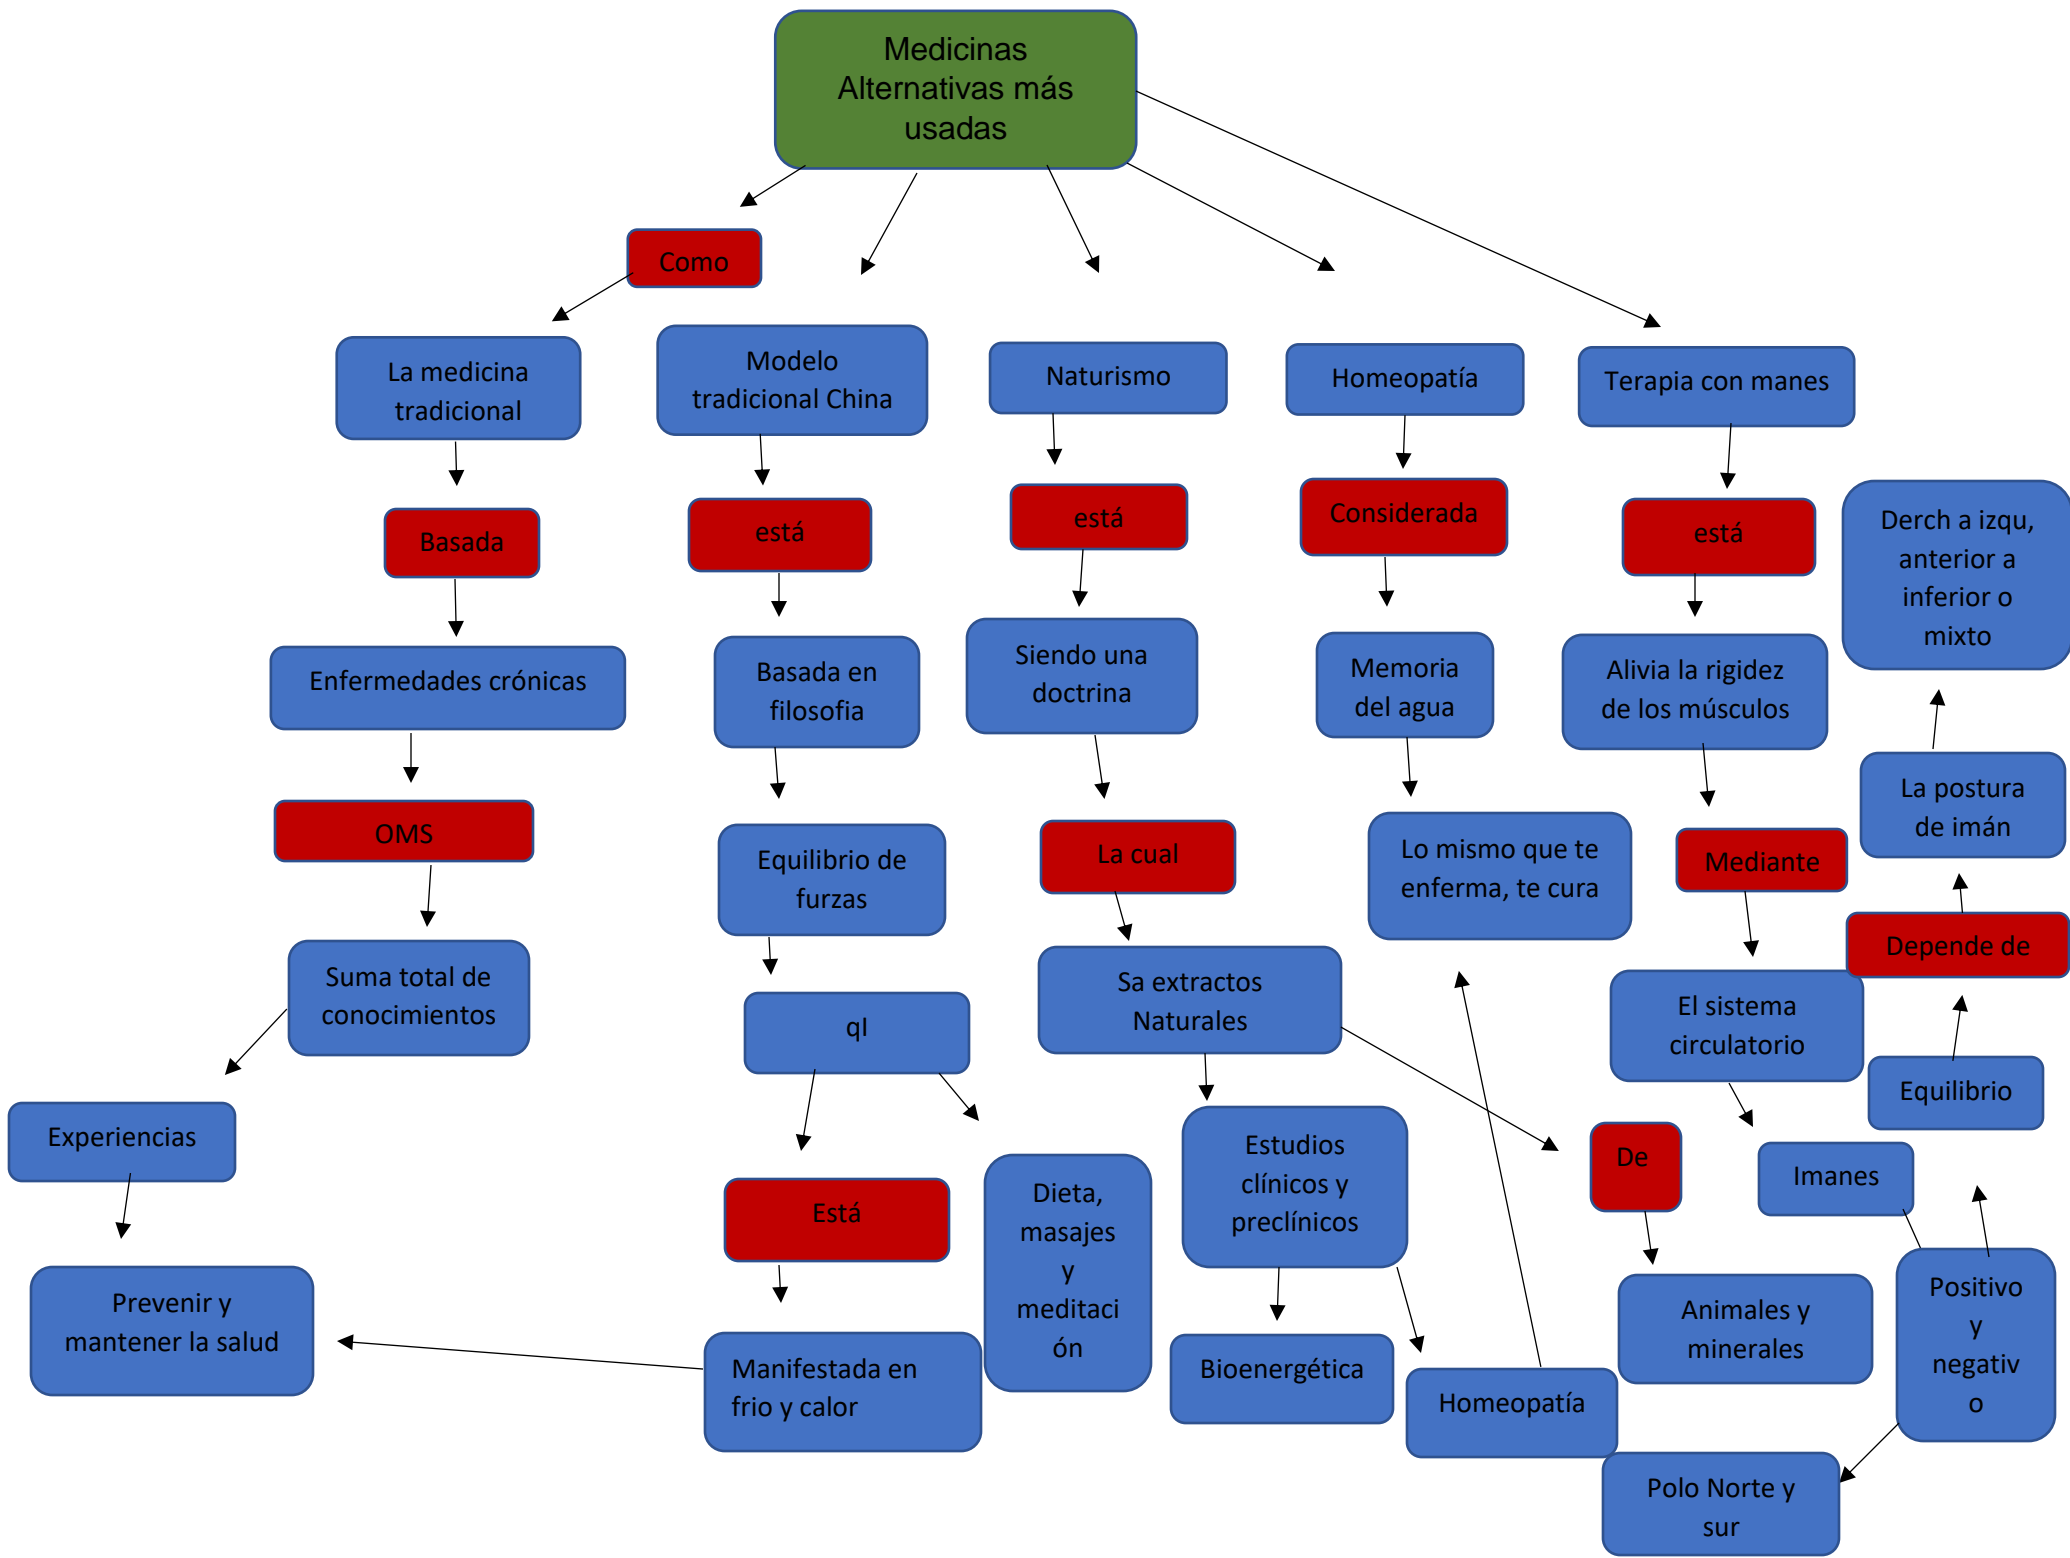 Medicinas
Alternativas más
usadas
Como
La medicina
tradicional
Modelo
tradicional China
Naturismo
Homeopatía
Terapia con manes
Basada
está
está
Considerada
está
Derch a izqu,
anterior a
inferior o
mixto
Enfermedades crónicas
Basada en
filosofia
Siendo una
doctrina
Memoria
del agua
Alivia la rigidez
de los músculos
La postura
de imán
OMS
Equilibrio de
furzas
La cual
Lo mismo que te
enferma, te cura
Mediante
Depende de
Suma total de
conocimientos
qI
Sa extractos
Naturales
El sistema
circulatorio
Equilibrio
Experiencias
Está
Dieta,
masajes
y
meditaci
ón
Estudios
clínicos y
preclínicos
De
Imanes
Prevenir y
mantener la salud
Manifestada en
frio y calor
Bioenergética
Homeopatía
Animales y
minerales
Positivo
y
negativ
o
Polo Norte y
sur